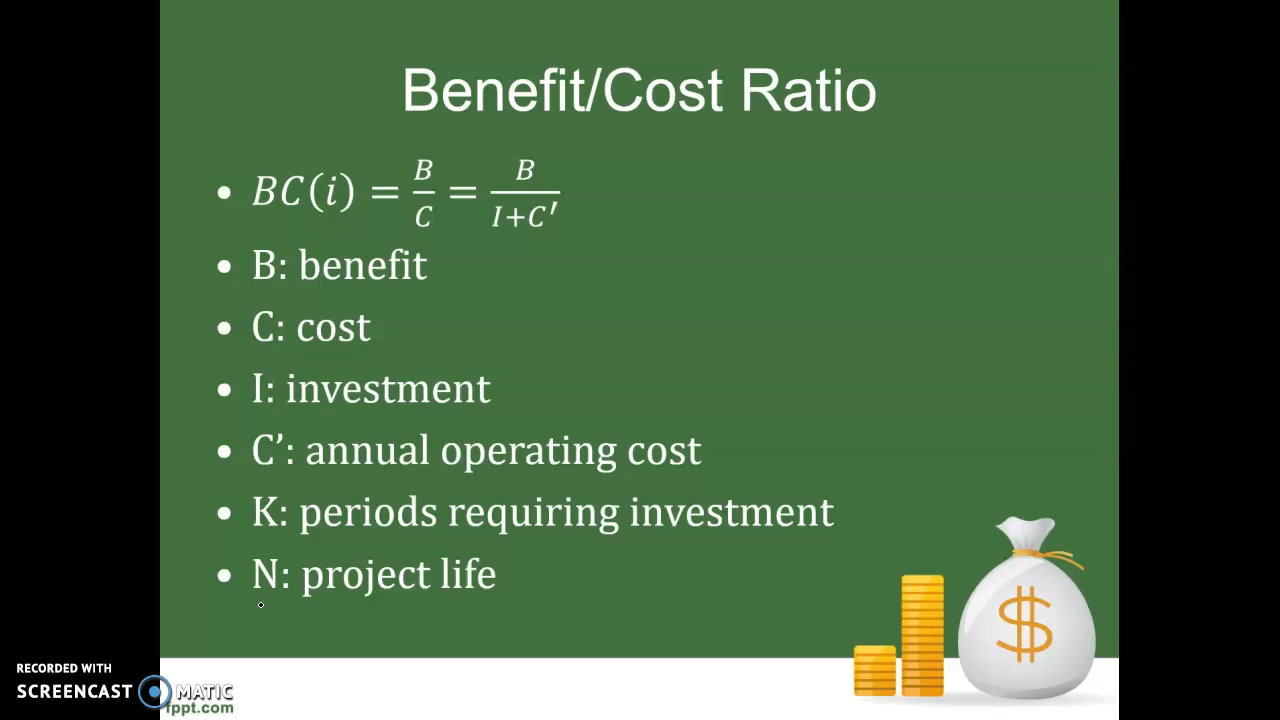 Benefit/Cost Ratio
• BC(i) = B/C = B/(I+C′)
• B: benefit
• C: cost
• I: investment
• C’: annual operating cost
• K: periods requiring investment
• N: project life
$
RECORDED WITH
SCREENCAST MATIC
fppt.com